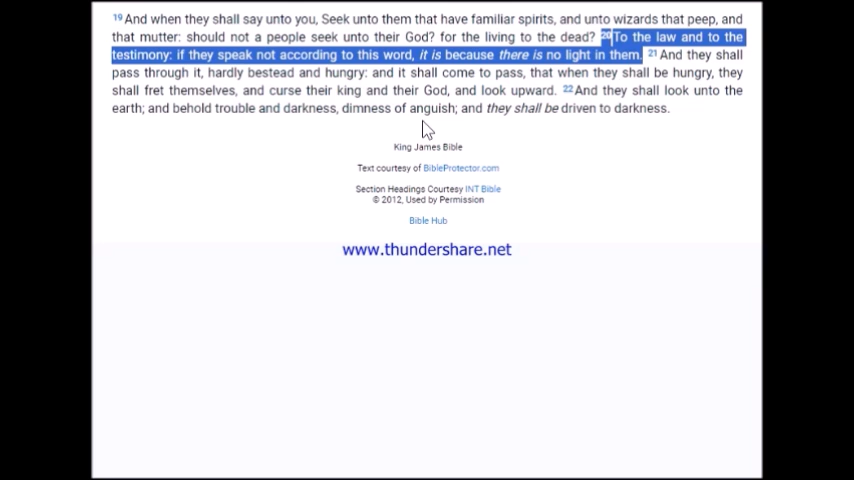 19 And when they shall say unto you, Seek unto them that have familiar spirits, and unto wizards that peep, and
that mutter: should not a people seek unto their God? for the living to the dead? 20 To the law and to the
testimony: if they speak not according to this word, it is because there is no light in them. 21 And they shall
pass through it, hardly bestead and hungry: and it shall come to pass, that when they shall be hungry, they
shall fret themselves, and curse their king and their God, and look upward. 22 And they shall look unto the
earth; and behold trouble and darkness, dimness of anguish; and they shall be driven to darkness.
King James Bible
Text courtesy of BibleProtector.com
Section Headings Courtesy INT Bible
© 2012, Used by Permission
Bible Hub
www.thundershare.net